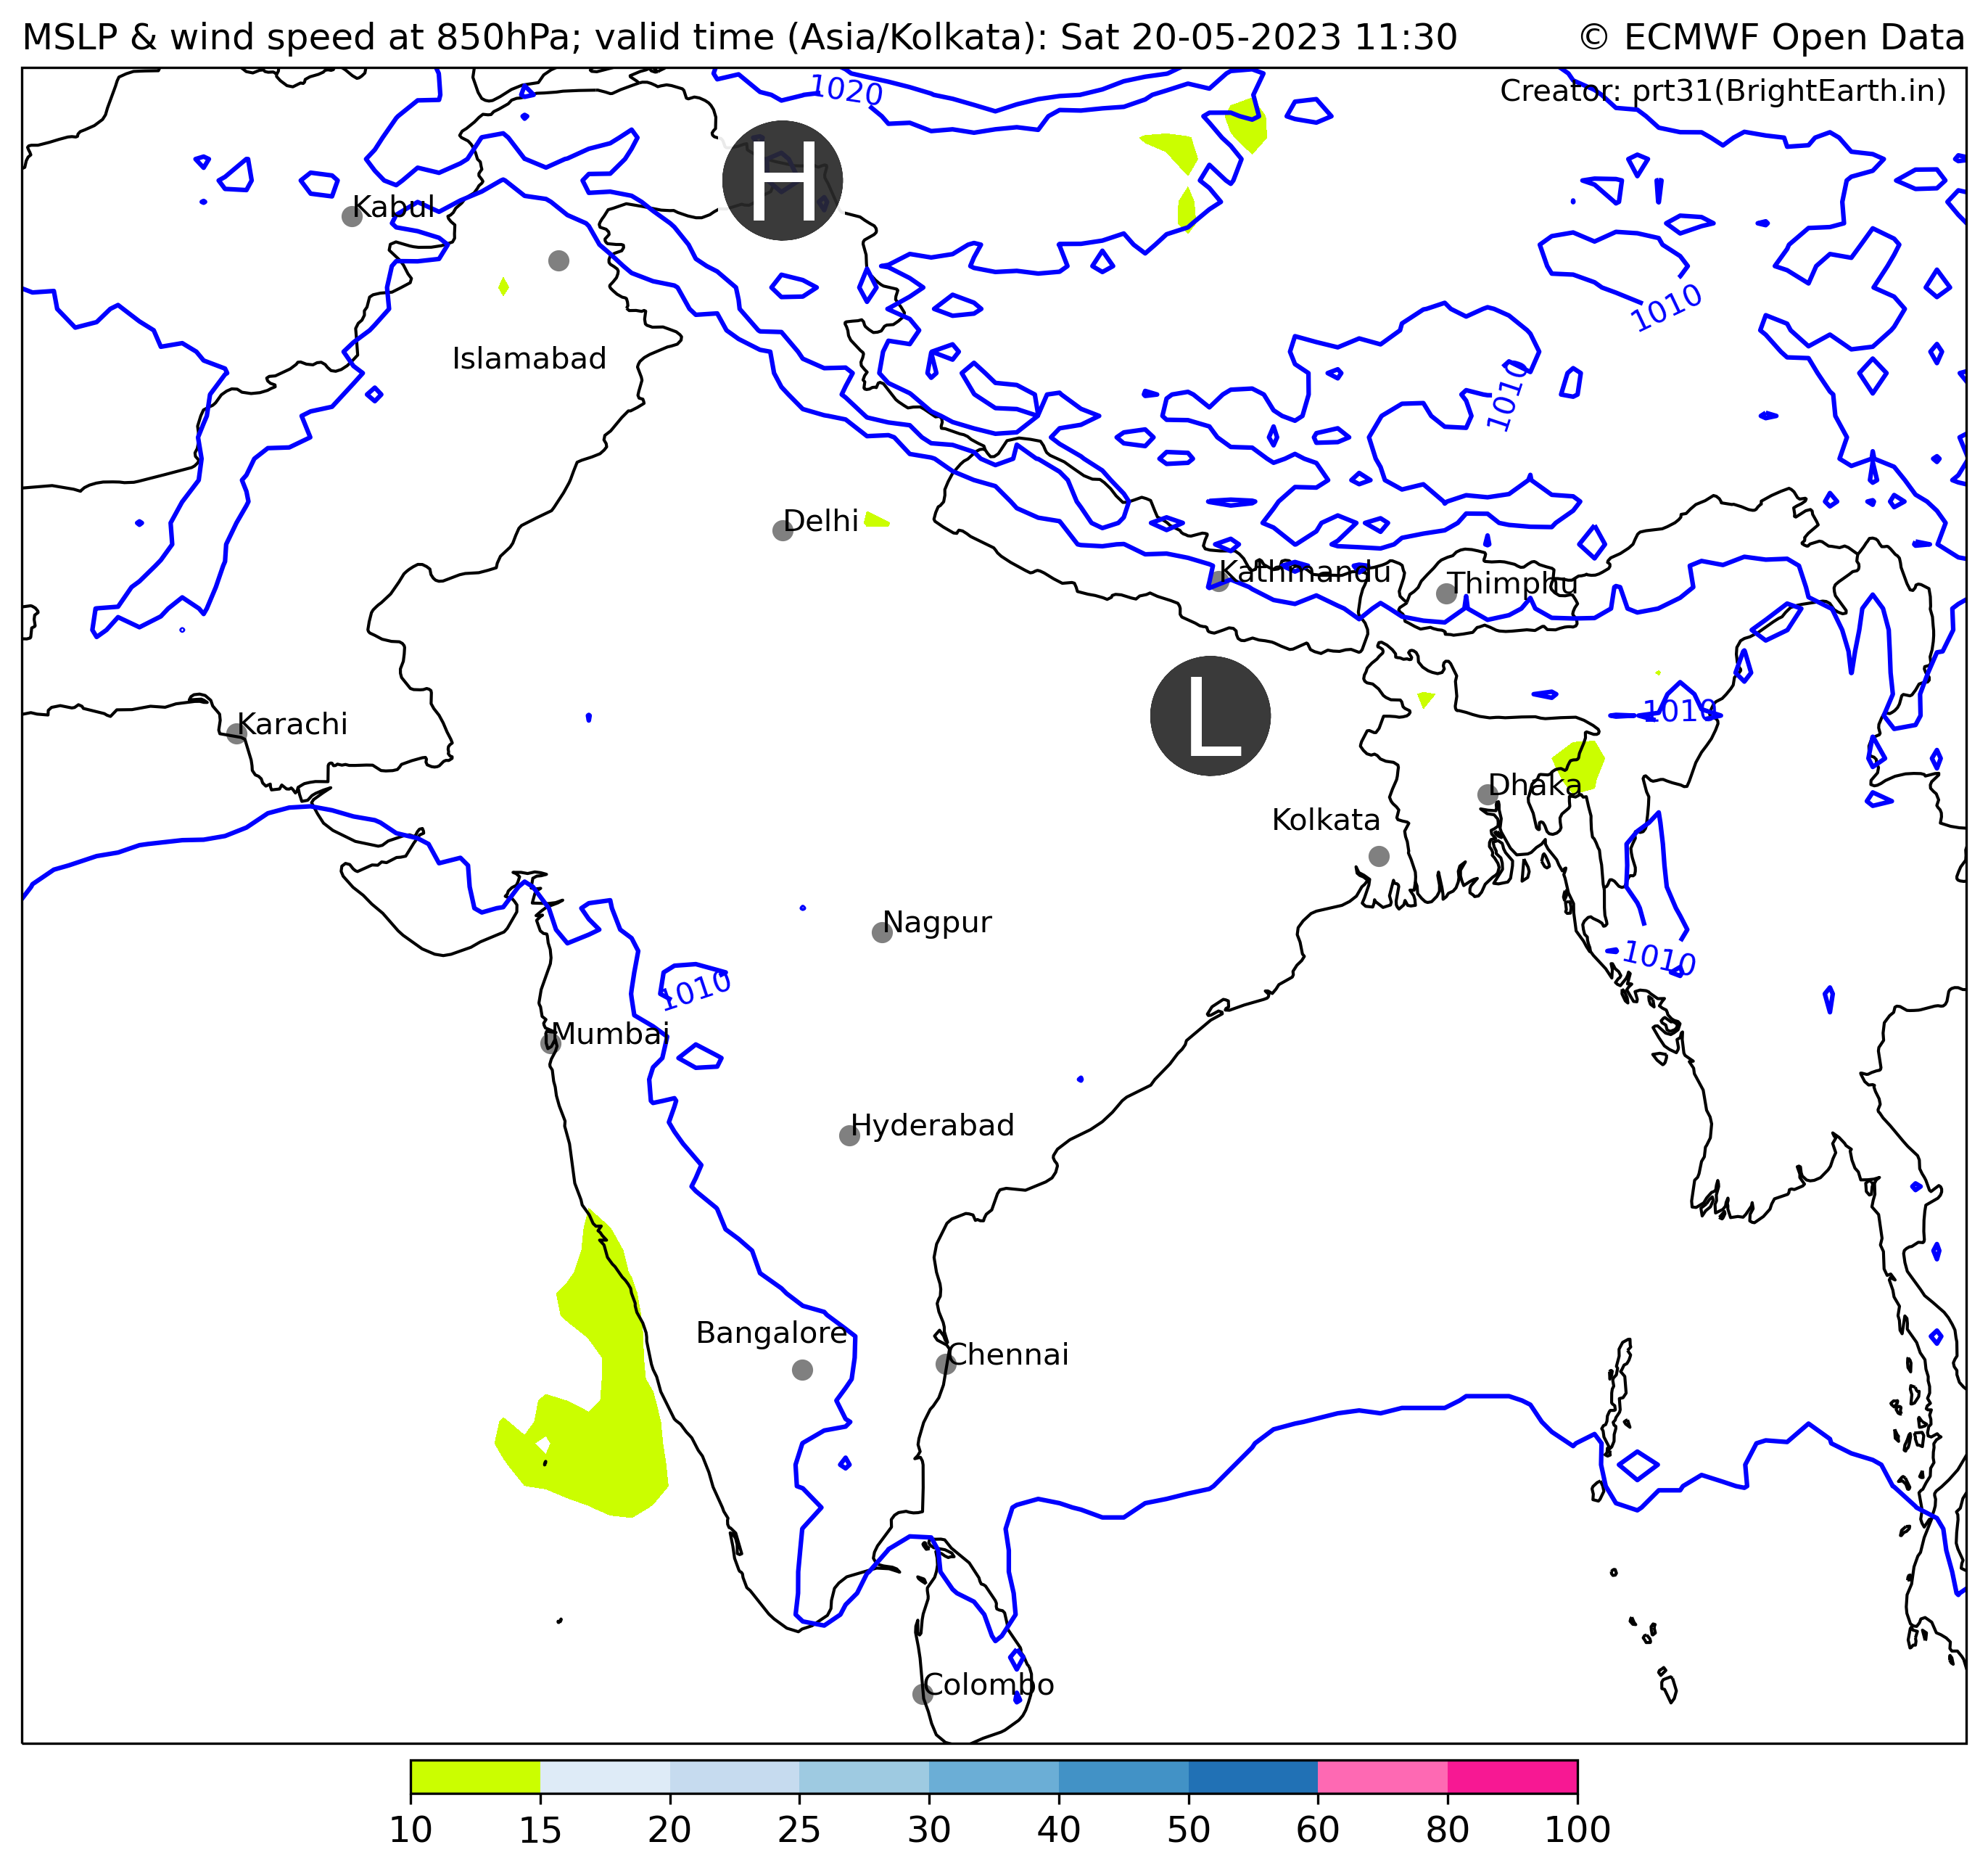 MSLP & wind speed at 850hPa; valid time (Asia/Kolkata): Sat 20-05-2023 11:30
© ECMWF Open Data
Creator: prt31(BrightEarth.in)
1020
H
Kabul
Islamabad
1010
1010
Delhi
Kathmandu
Thimphu
L
1010
Karachi
Dhaka
Kolkata
Nagpur
1010
1010
Mumbai
Hyderabad
Bangalore
Chennai
Colombo
10 15 20 25 30 40 50 60 80 100